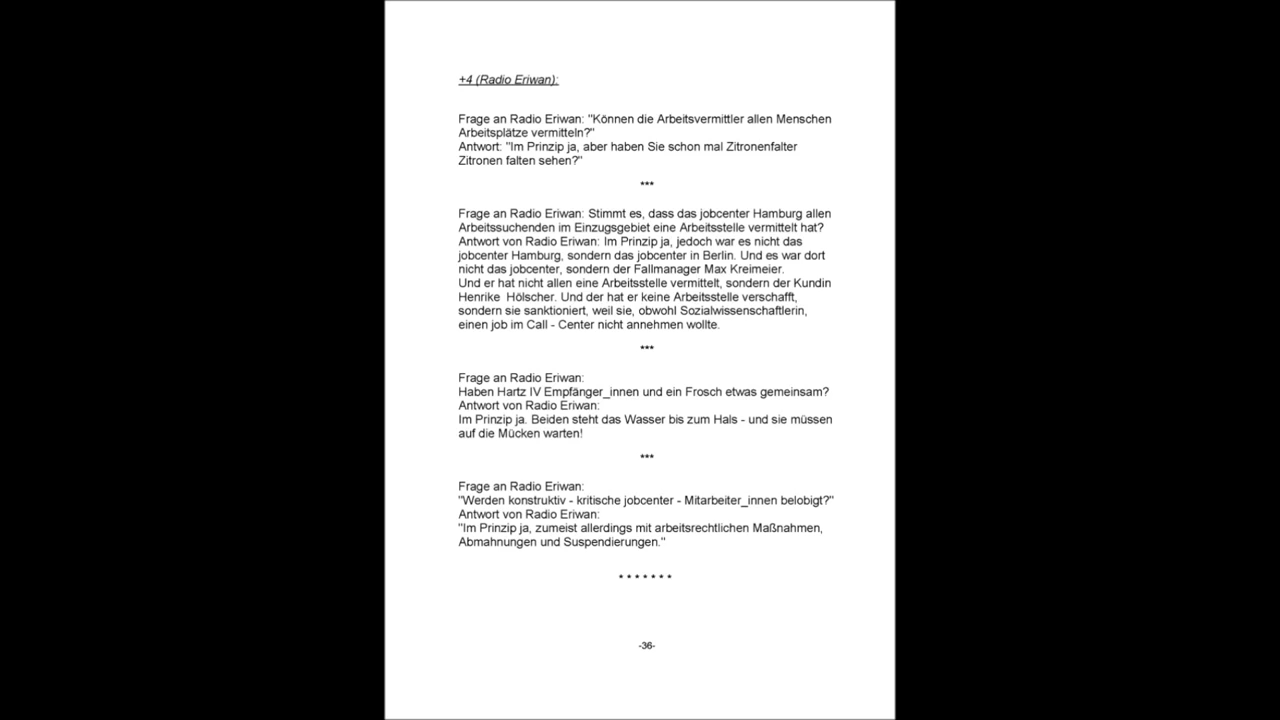 +4 (Radio Eriwan):
Frage an Radio Eriwan: "Können die Arbeitsvermittler allen Menschen
Arbeitsplätze vermitteln?"
Antwort: "Im Prinzip ja, aber haben Sie schon mal Zitronenfalter
Zitronen falten sehen?"
***
Frage an Radio Eriwan: Stimmt es, dass das jobcenter Hamburg allen
Arbeitssuchenden im Einzugsgebiet eine Arbeitsstelle vermittelt hat?
Antwort von Radio Eriwan: Im Prinzip ja, jedoch war es nicht das
jobcenter Hamburg, sondern das jobcenter in Berlin. Und es war dort
nicht das jobcenter, sondern der Fallmanager Max Kreimeier.
Und er hat nicht allen eine Arbeitsstelle vermittelt, sondern der Kundin
Henrike  Hölscher. Und der hat er keine Arbeitsstelle verschafft,
sondern sie sanktioniert, weil sie, obwohl Sozialwissenschaftlerin,
einen job im Call - Center nicht annehmen wollte.
***
Frage an Radio Eriwan:
Haben Hartz IV Empfänger_innen und ein Frosch etwas gemeinsam?
Antwort von Radio Eriwan:
Im Prinzip ja. Beiden steht das Wasser bis zum Hals - und sie müssen
auf die Mücken warten!
***
Frage an Radio Eriwan:
"Werden konstruktiv - kritische jobcenter - Mitarbeiter_innen belobigt?"
Antwort von Radio Eriwan:
"Im Prinzip ja, zumeist allerdings mit arbeitsrechtlichen Maßnahmen,
Abmahnungen und Suspendierungen."
* * * * * * *
-36-